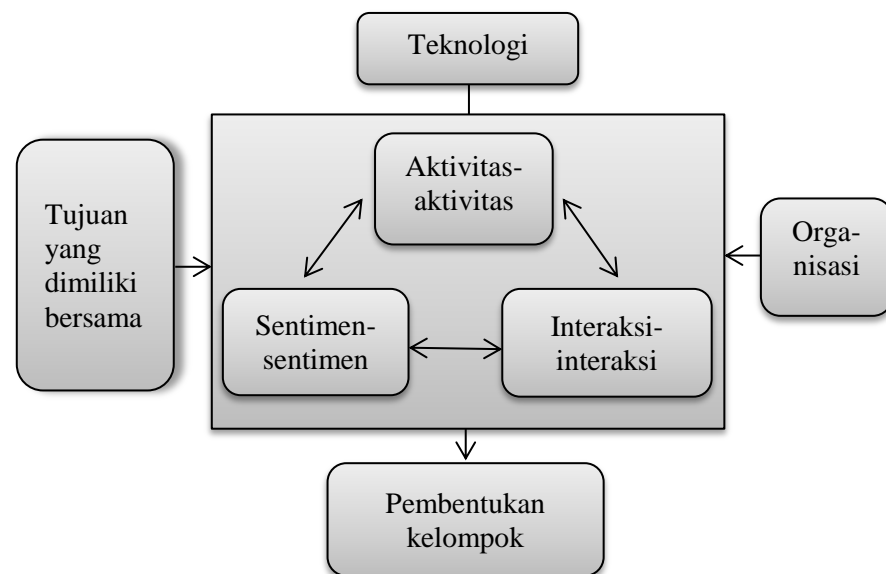 Teknologi
Aktivitas-
aktivitas
Tujuan
yang
dimiliki
bersama
Orga-
nisasi
Sentimen-
sentimen
Interaksi-
interaksi
Pembentukan
kelompok